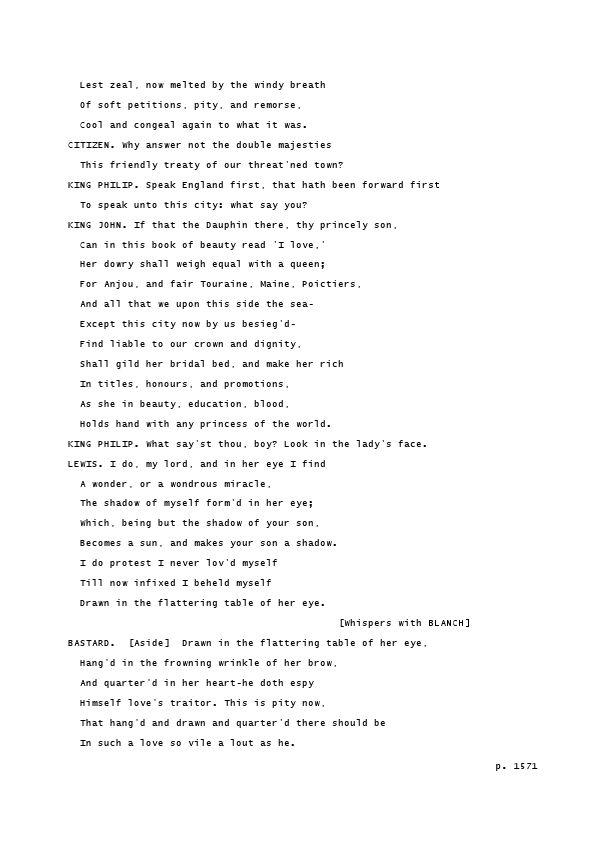 Lest zeal, now melted by the windy breath
Of soft petitions, pity, and remorse,
Cool and congeal again to what it was.
CITIZEN. Why answer not the double majesties
This friendly treaty of our threat'ned town?
KING PHILIP. Speak England first, that hath been forward first
To speak unto this city: what say you?
KING JOHN. If that the Dauphin there, thy princely son,
Can in this book of beauty read 'I love,'
Her dowry shall weigh equal with a queen;
For Anjou, and fair Touraine, Maine, Poictiers,
And all that we upon this side the sea-
Except this city now by us besieg'd-
Find liable to our crown and dignity,
Shall gild her bridal bed, and make her rich
In titles, honours, and promotions,
As she in beauty, education, blood,
Holds hand with any princess of the world.
KING PHILIP. What say'st thou, boy? Look in the lady's face.
LEWIS. I do, my lord, and in her eye I find
A wonder, or a wondrous miracle,
The shadow of myself form'd in her eye;
Which, being but the shadow of your son,
Becomes a sun, and makes your son a shadow.
I do protest I never lov'd myself
Till now infixed I beheld myself
Drawn in the flattering table of her eye.
[Whispers with BLANCH]
BASTARD.  [Aside]  Drawn in the flattering table of her eye,
Hang'd in the frowning wrinkle of her brow,
And quarter'd in her heart-he doth espy
Himself love's traitor. This is pity now,
That hang'd and drawn and quarter'd there should be
In such a love so vile a lout as he.
p. 1571